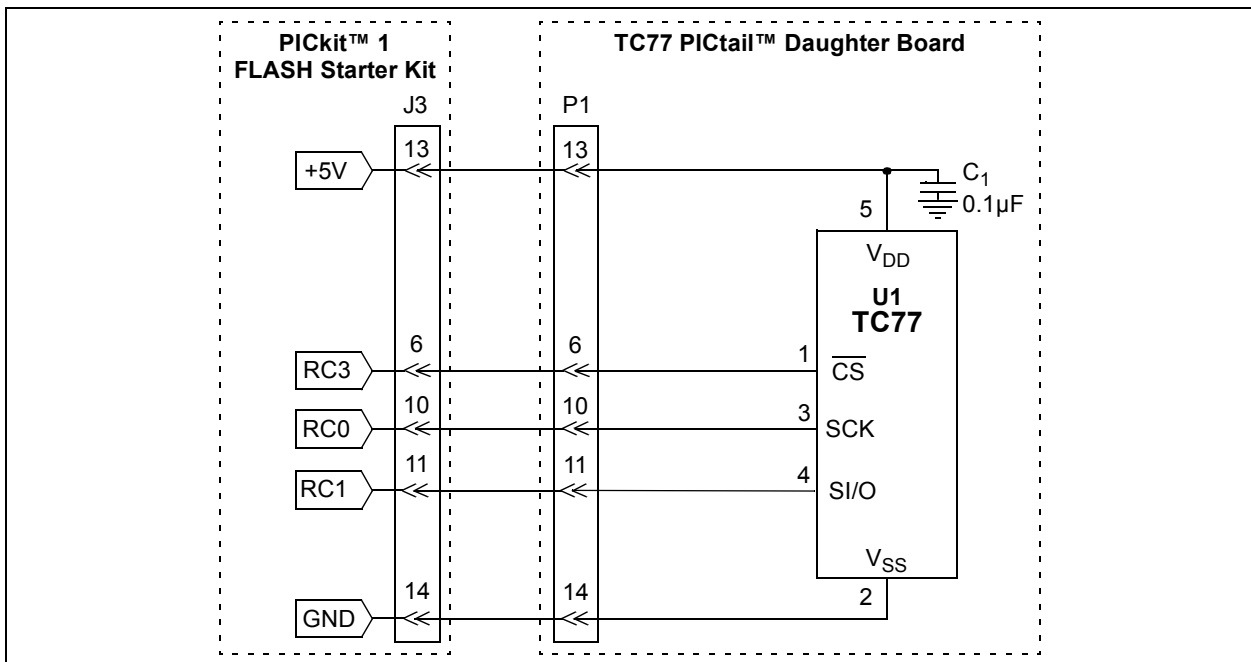 PICkit™ 1
FLASH Starter Kit
TC77 PICtail™ Daughter Board
J3
P1
+5V
13
13
C1
0.1µF
5
VDD
U1
TC77
RC3
6
6
1
CS
RC0
10
10
3
SCK
RC1
11
11
4
SI/O
VSS
GND
14
14
2